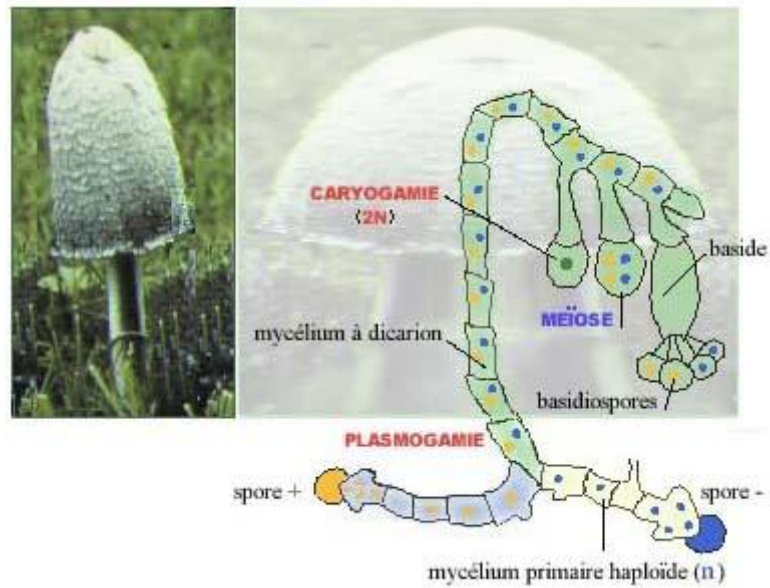 CARYOGAMIE
(2N)
baside
MEÏOSE
mycélium à dicarion
basidiospores
PLASMOGAMIE
spore +
spore -
mycélium primaire haploïde (n)